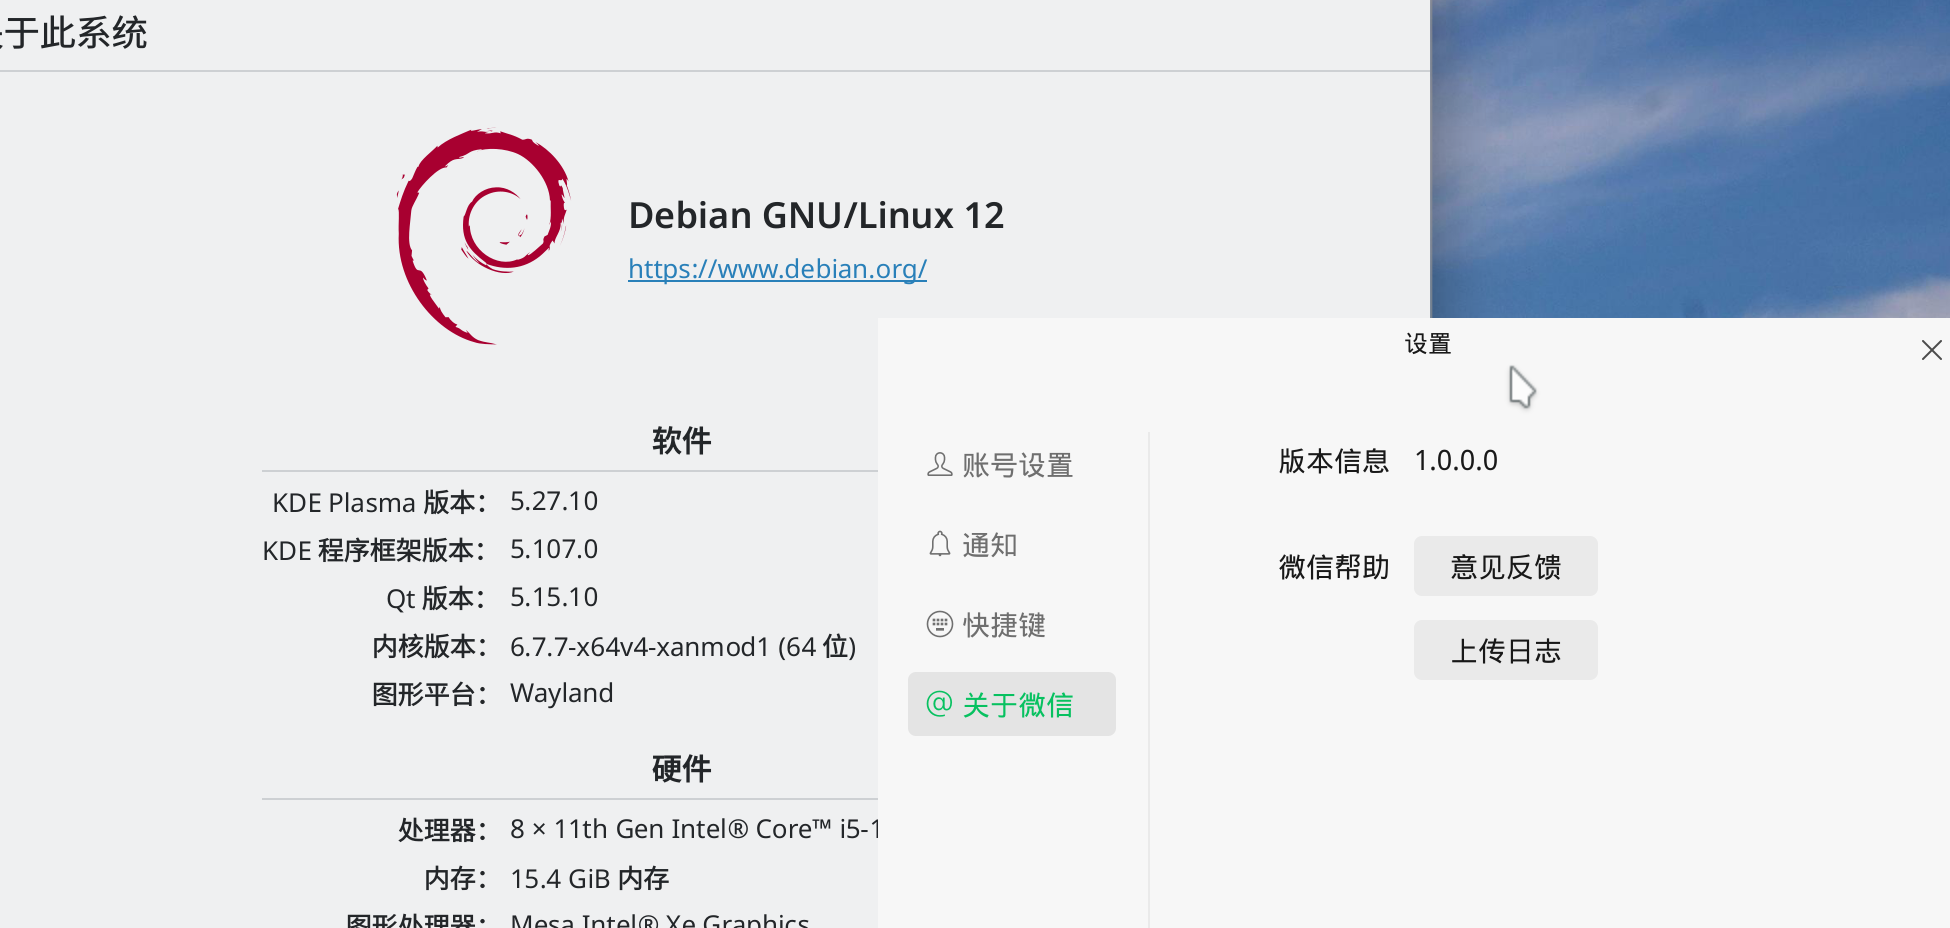 于此系统
Debian GNU/Linux 12
https://www.debian.org/
软件
KDE Plasma 版本： 5.27.10
KDE 程序框架版本： 5.107.0
Qt 版本： 5.15.10
内核版本： 6.7.7-x64v4-xanmod1 (64 位)
图形平台： Wayland
硬件
处理器： 8 × 11th Gen Intel® Core™ i5-1
内存： 15.4 GiB 内存
图形处理器： Mesa Intel® Xe Graphics
设置
账号设置
通知
快捷键
@ 关于微信
版本信息 1.0.0.0
微信帮助 意见反馈
上传日志